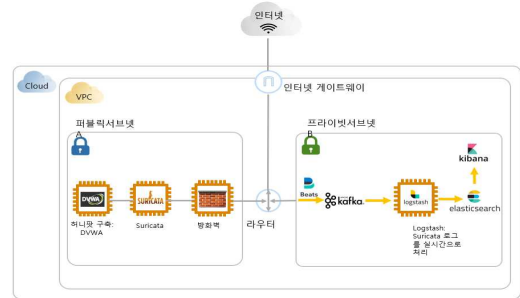 인터넷
Cloud
VPC
인터넷 게이트웨이
퍼블릭서브넷
A
프라이빗서브넷
B
DVWA
허니팟 구축:
DVWA
SURICATA
Suricata
방화벽
라우터
Beats
kafka
logstash
Logstash:
Suricata 로그
를 실시간으로
처리
kibana
elasticsearch